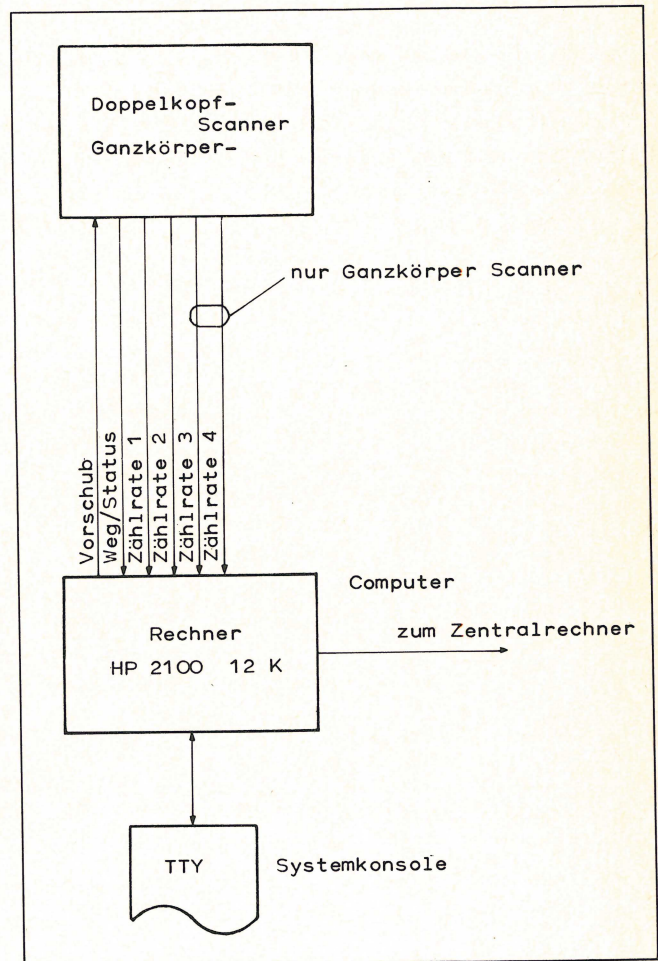 Doppelkopf-
Scanner
Ganzkörper-
nur Ganzkörper Scanner
Vorschub
Weg/Status
Zählrate 1
Zählrate 2
Zählrate 3
Zählrate 4
Computer
Rechner
HP 2100 12 K
zum Zentralrechner
TTY
Systemkonsole